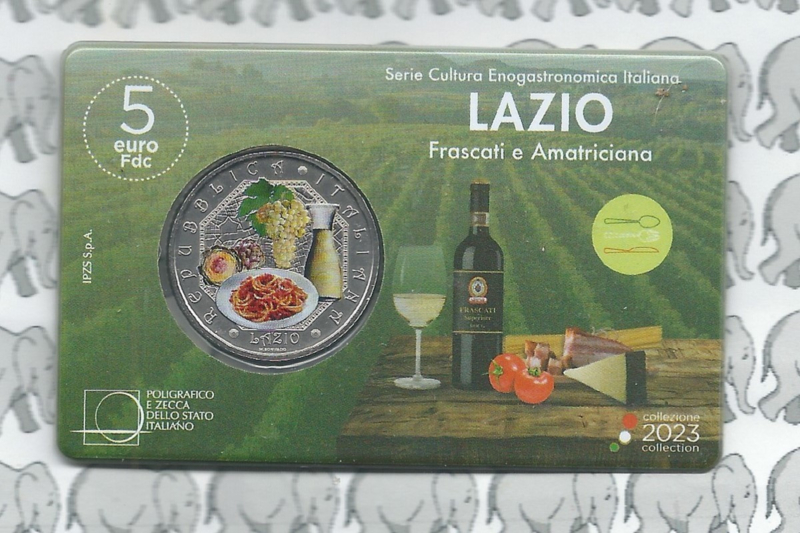 5
euro
Fdc
Serie Cultura Enogastronomica Italiana
LAZIO
Frascati e Amatriciana
REPUBBLICA ITALIANA
LAZIO
IPZS S.p.A.
FRASCATI
Superiore
POLIGRAFICO
E ZECCA
DELLO STATO
ITALIANO
collezione
2023
collection